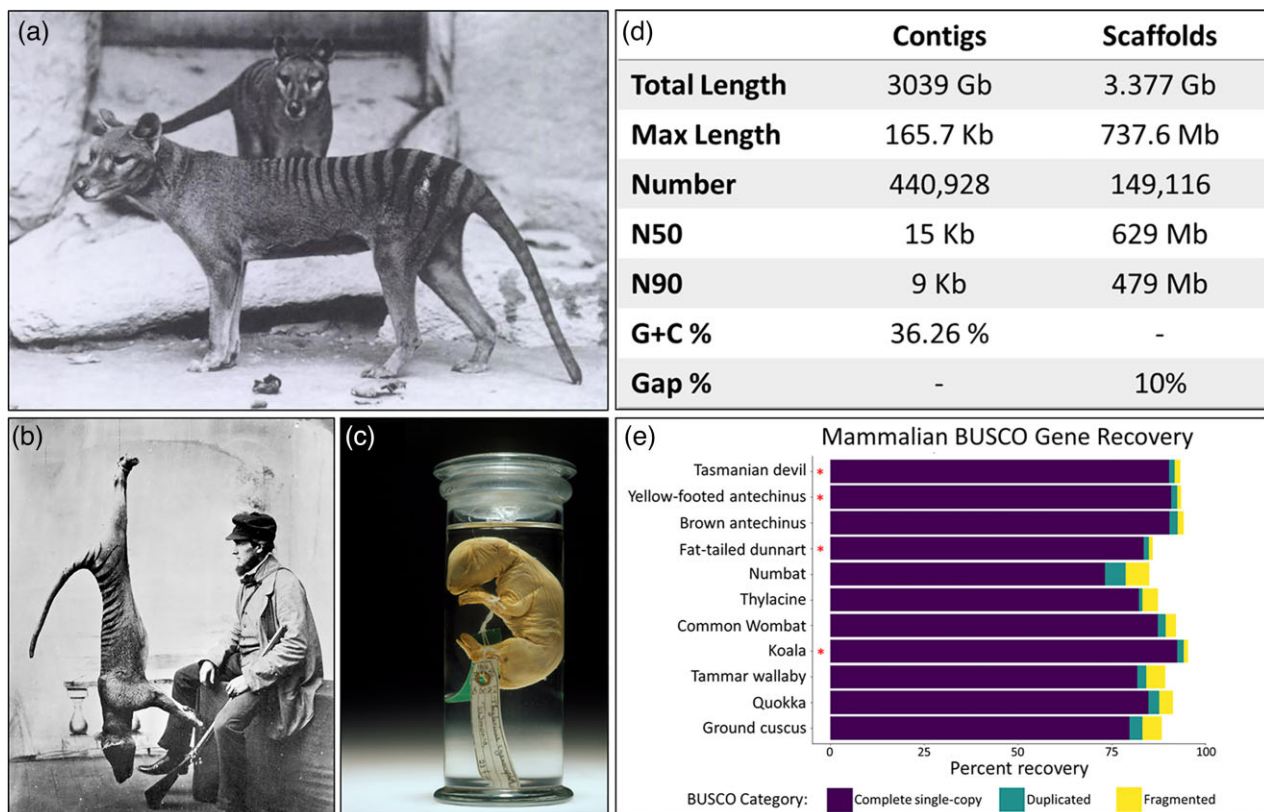 (a)
(b)
(c)
(d)
Contigs Scaffolds
Total Length 3039 Gb 3.377 Gb
Max Length 165.7 Kb 737.6 Mb
Number 440,928 149,116
N50 15 Kb 629 Mb
N90 9 Kb 479 Mb
G+C % 36.26 % -
Gap % - 10%
(e)
Mammalian BUSCO Gene Recovery
Tasmanian devil *
Yellow-footed antechinus *
Brown antechinus
Fat-tailed dunnart *
Numbat
Thylacine
Common Wombat
Koala *
Tammar wallaby
Quokka
Ground cuscus
0 25 50 75 100
Percent recovery
BUSCO Category: Complete single-copy Duplicated Fragmented